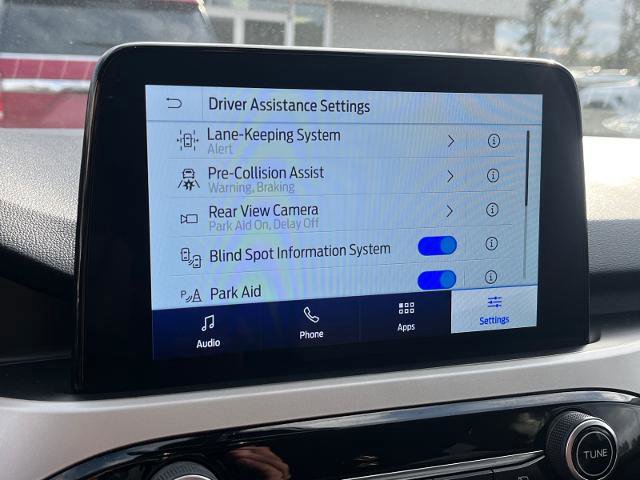 Driver Assistance Settings
Lane-Keeping System
Alert
Pre-Collision Assist
Warning, Braking
Rear View Camera
Park Aid On, Delay Off
Blind Spot Information System
Park Aid
Audio
Phone
Apps
Settings
TUNE